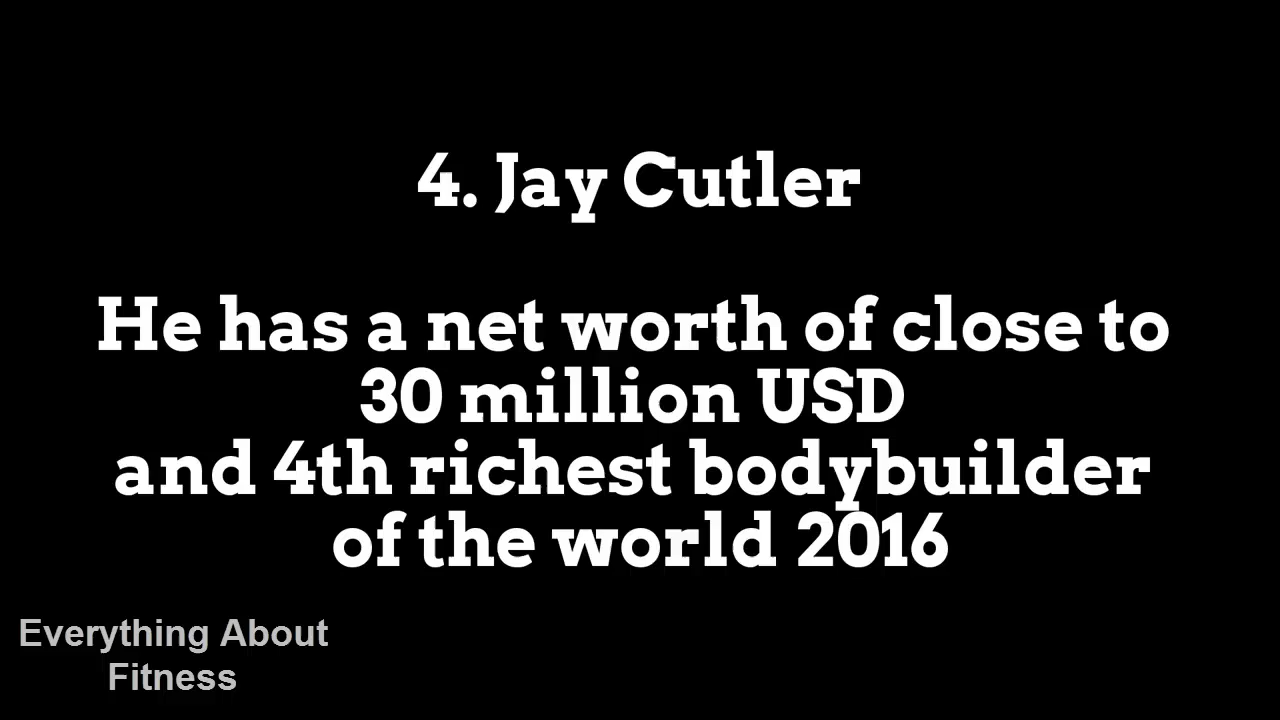 4. Jay Cutler
He has a net worth of close to
30 million USD
and 4th richest bodybuilder
of the world 2016
Everything About
Fitness